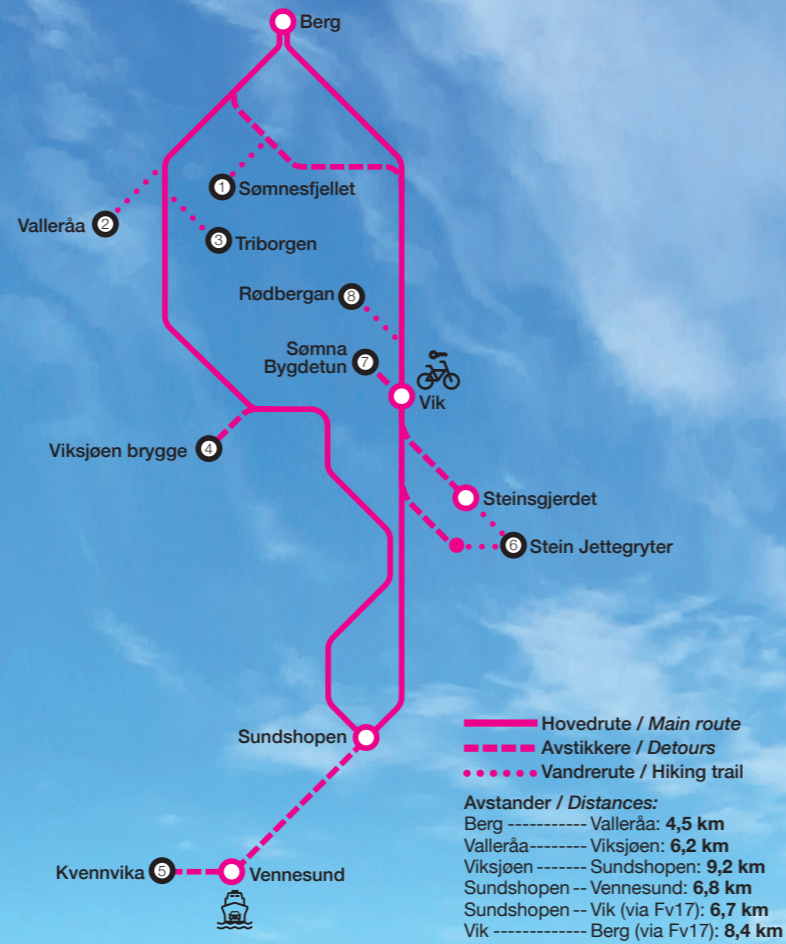 Berg
1 Sømnesfjellet
Valleråa 2
3 Triborgen
Rødbergan 8
Sømna
Bygdetun 7
Vik
Viksjøen brygge 4
Steinsgjerdet
6 Stein Jettegryter
Sundshopen
Kvennvika 5
Vennesund
Hovedrute / Main route
Avstikkere / Detours
Vandrerute / Hiking trail
Avstander / Distances:
Berg ----------- Valleråa: 4,5 km
Valleråa-------- Viksjøen: 6,2 km
Viksjøen ------- Sundshopen: 9,2 km
Sundshopen -- Vennesund: 6,8 km
Sundshopen -- Vik (via Fv17): 6,7 km
Vik ------------- Berg (via Fv17): 8,4 km